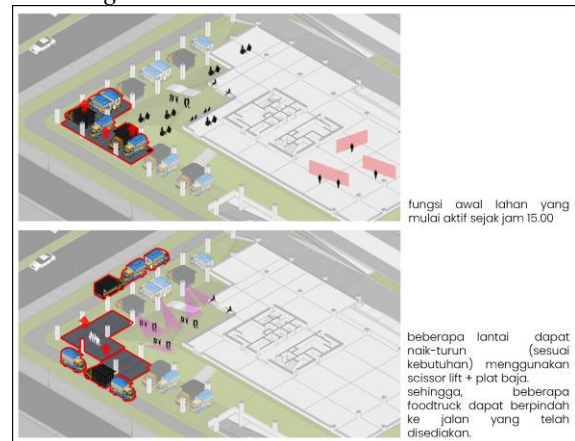 fungsi awal lahan yang
mulai aktif sejak jam 15.00
beberapa lantai dapat
naik-turun (sesuai
kebutuhan) menggunakan
scissor lift + plat baja.
sehingga, beberapa
foodtruck dapat berpindah
ke jalan yang telah
disediakan.